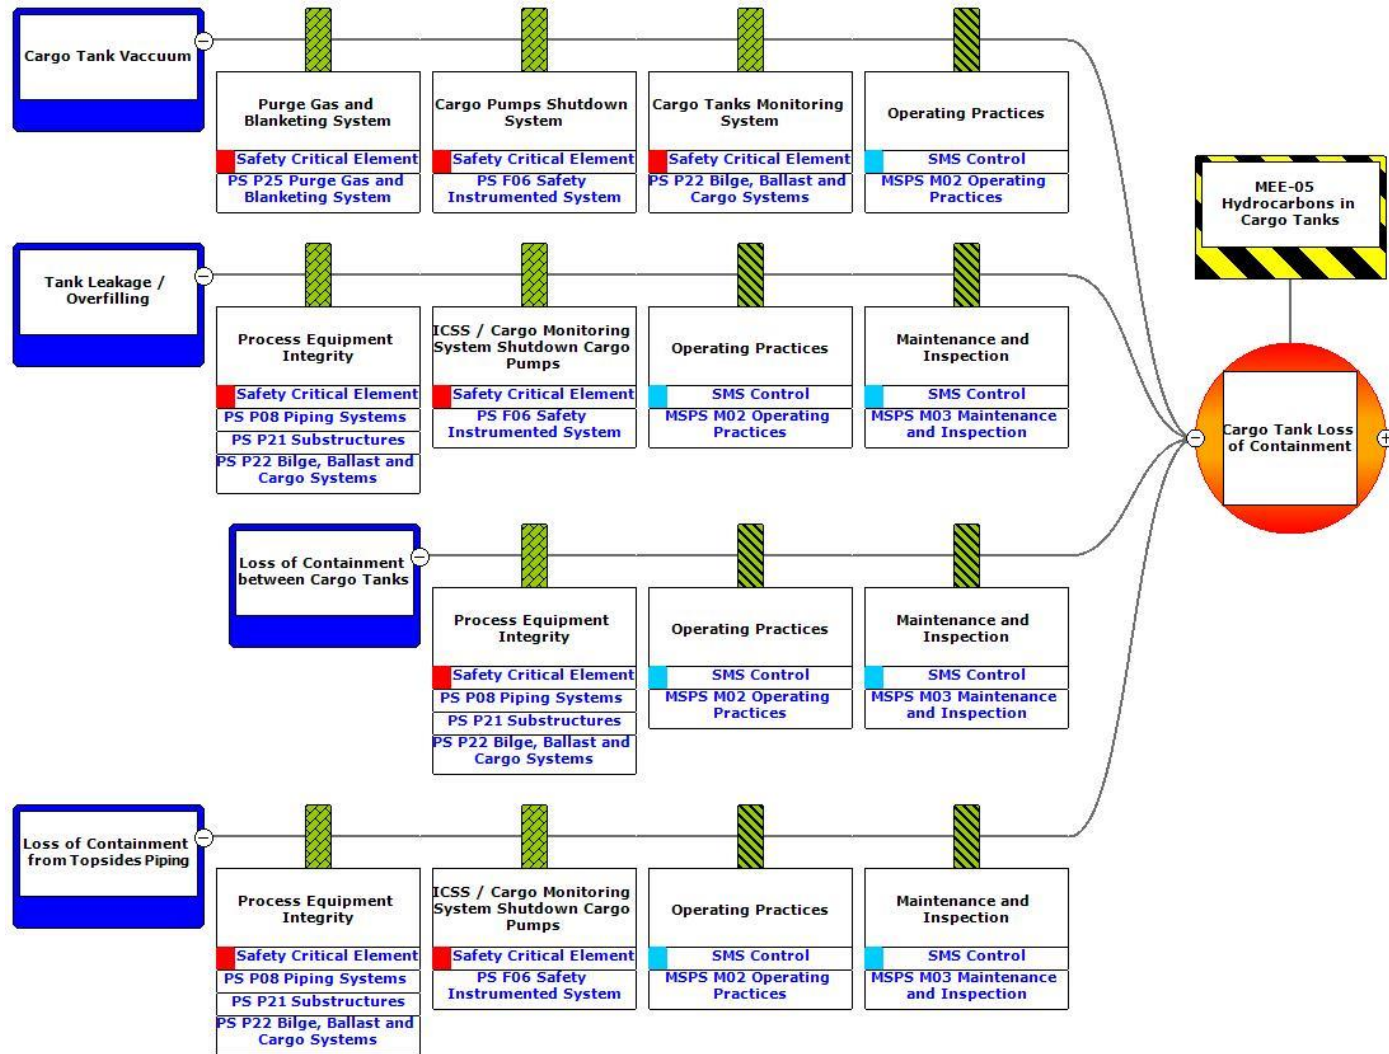 Cargo Tank Vaccuum
Purge Gas and
Blanketing System
Safety Critical Element
PS P25 Purge Gas and
Blanketing System
Cargo Pumps Shutdown
System
Safety Critical Element
PS F06 Safety
Instrumented System
Cargo Tanks Monitoring
System
Safety Critical Element
PS P22 Bilge, Ballast and
Cargo Systems
Operating Practices
SMS Control
MSPS M02 Operating
Practices
MEE-05
Hydrocarbons in
Cargo Tanks
Tank Leakage /
Overfilling
Process Equipment
Integrity
Safety Critical Element
PS P08 Piping Systems
PS P21 Substructures
PS P22 Bilge, Ballast and
Cargo Systems
ICSS / Cargo Monitoring
System Shutdown Cargo
Pumps
Safety Critical Element
PS F06 Safety
Instrumented System
Operating Practices
SMS Control
MSPS M02 Operating
Practices
Maintenance and
Inspection
SMS Control
MSPS M03 Maintenance
and Inspection
Cargo Tank Loss
of Containment
Loss of Containment
between Cargo Tanks
Process Equipment
Integrity
Safety Critical Element
PS P08 Piping Systems
PS P21 Substructures
PS P22 Bilge, Ballast and
Cargo Systems
Operating Practices
SMS Control
MSPS M02 Operating
Practices
Maintenance and
Inspection
SMS Control
MSPS M03 Maintenance
and Inspection
Loss of Containment
from Topsides Piping
Process Equipment
Integrity
Safety Critical Element
PS P08 Piping Systems
PS P21 Substructures
PS P22 Bilge, Ballast and
Cargo Systems
ICSS / Cargo Monitoring
System Shutdown Cargo
Pumps
Safety Critical Element
PS F06 Safety
Instrumented System
Operating Practices
SMS Control
MSPS M02 Operating
Practices
Maintenance and
Inspection
SMS Control
MSPS M03 Maintenance
and Inspection